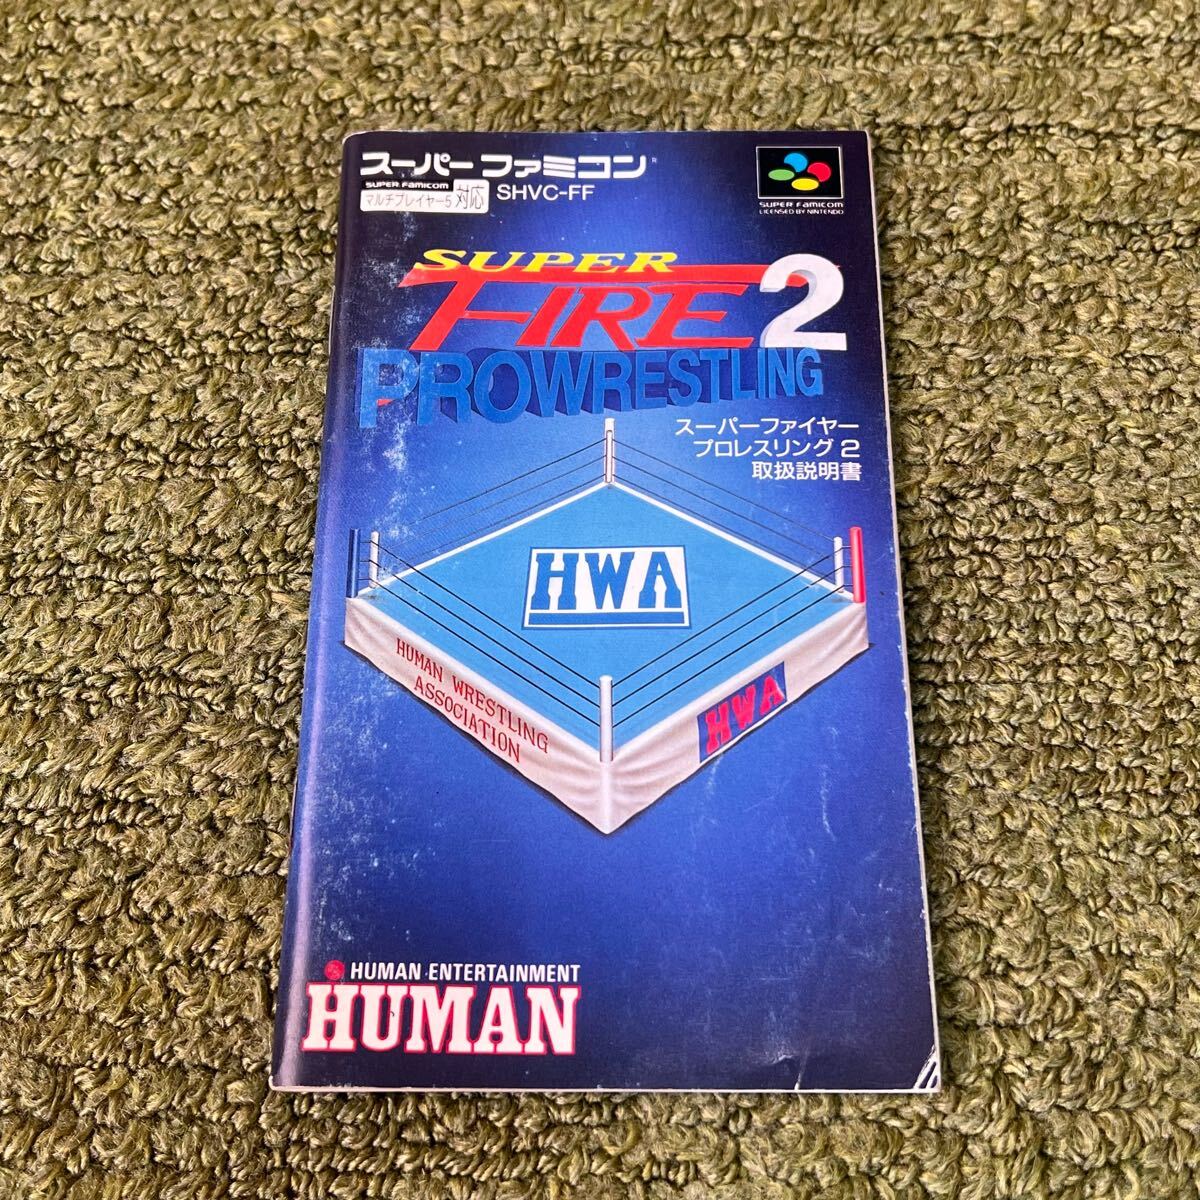 スーパーファミコン®
SUPER FAMICOM
マルチプレイヤー5 対応
SHVC-FF
SUPER FAMICOM
LICENSED BY NINTENDO
SUPER
FIRE 2
PROWRESTLING
スーパーファイヤー
プロレスリング2
取扱説明書
HWA
HUMAN WRESTLING
ASSOCIATION
HWA
HUMAN ENTERTAINMENT
HUMAN